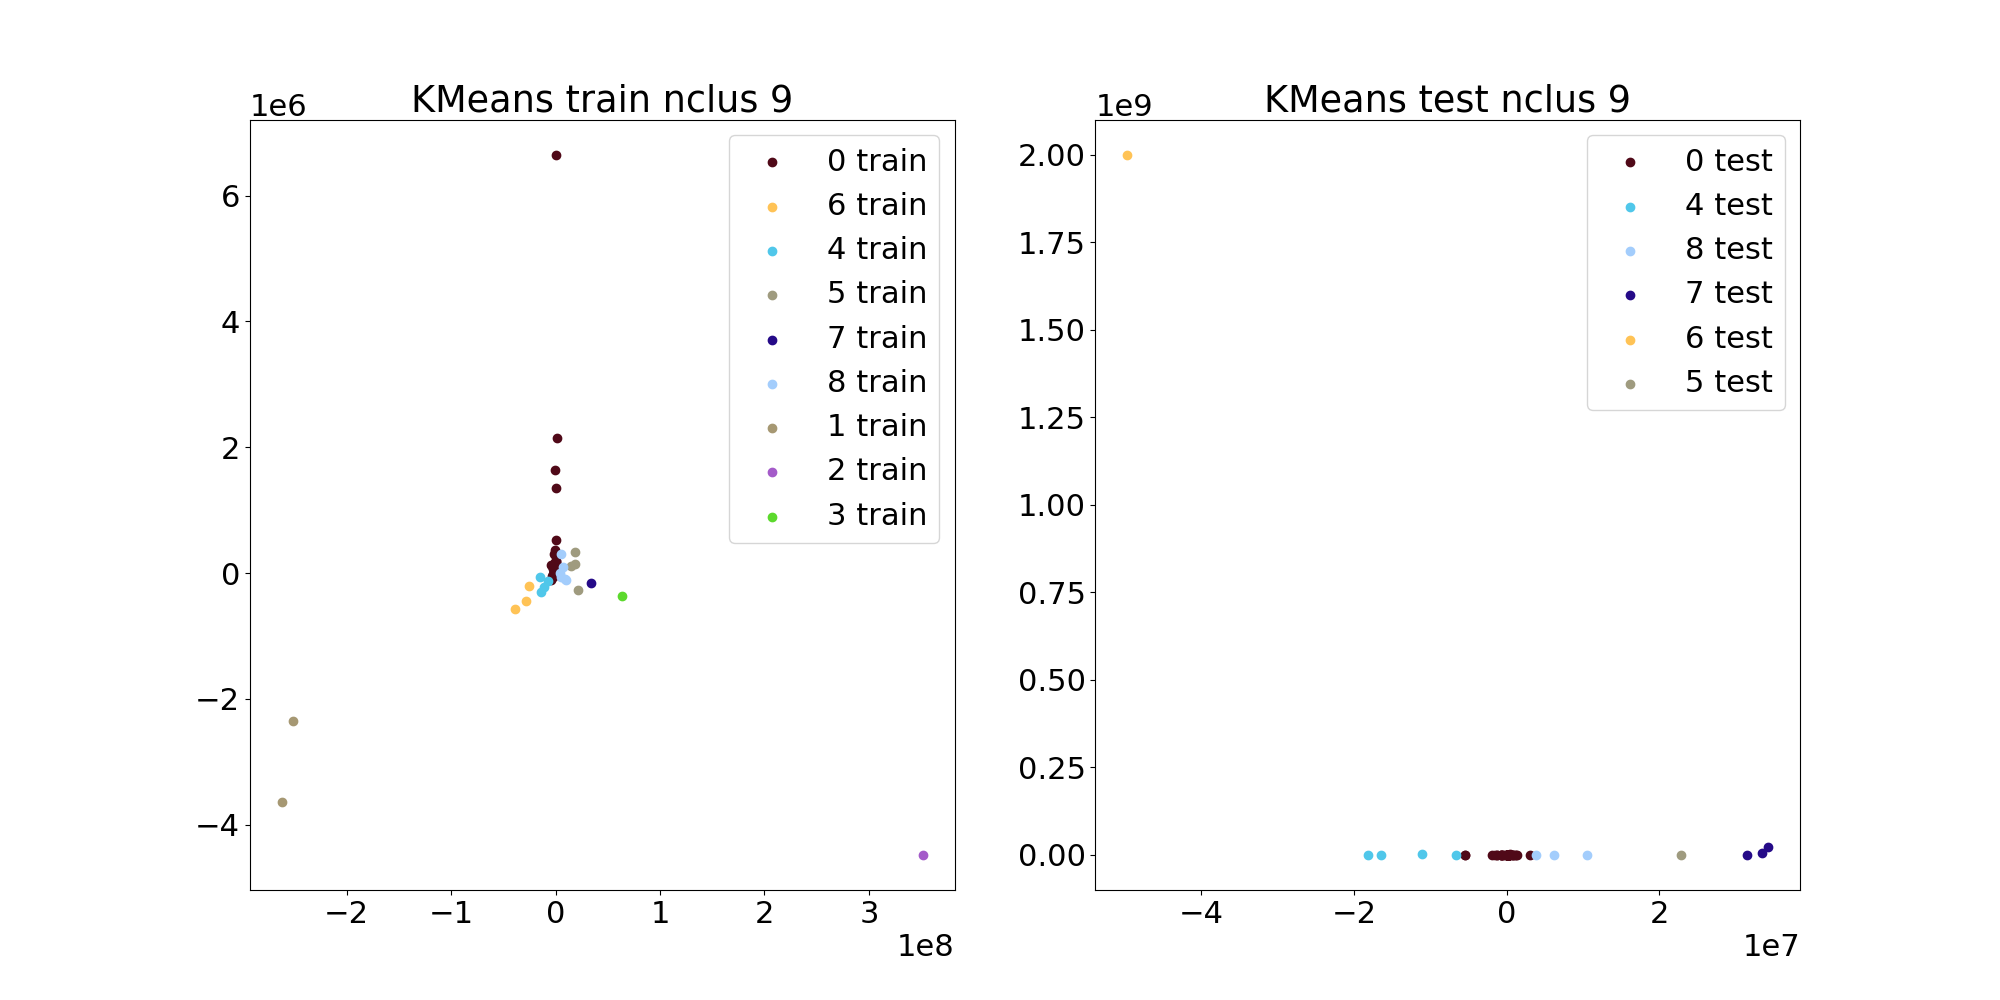 KMeans train nclus 9
1e6
6
4
2
0
−2
−4
−2
−1
0
1
2
3
1e8
0 train
6 train
4 train
5 train
7 train
8 train
1 train
2 train
3 train
KMeans test nclus 9
1e9
2.00
1.75
1.50
1.25
1.00
0.75
0.50
0.25
0.00
−4
−2
0
2
1e7
0 test
4 test
8 test
7 test
6 test
5 test